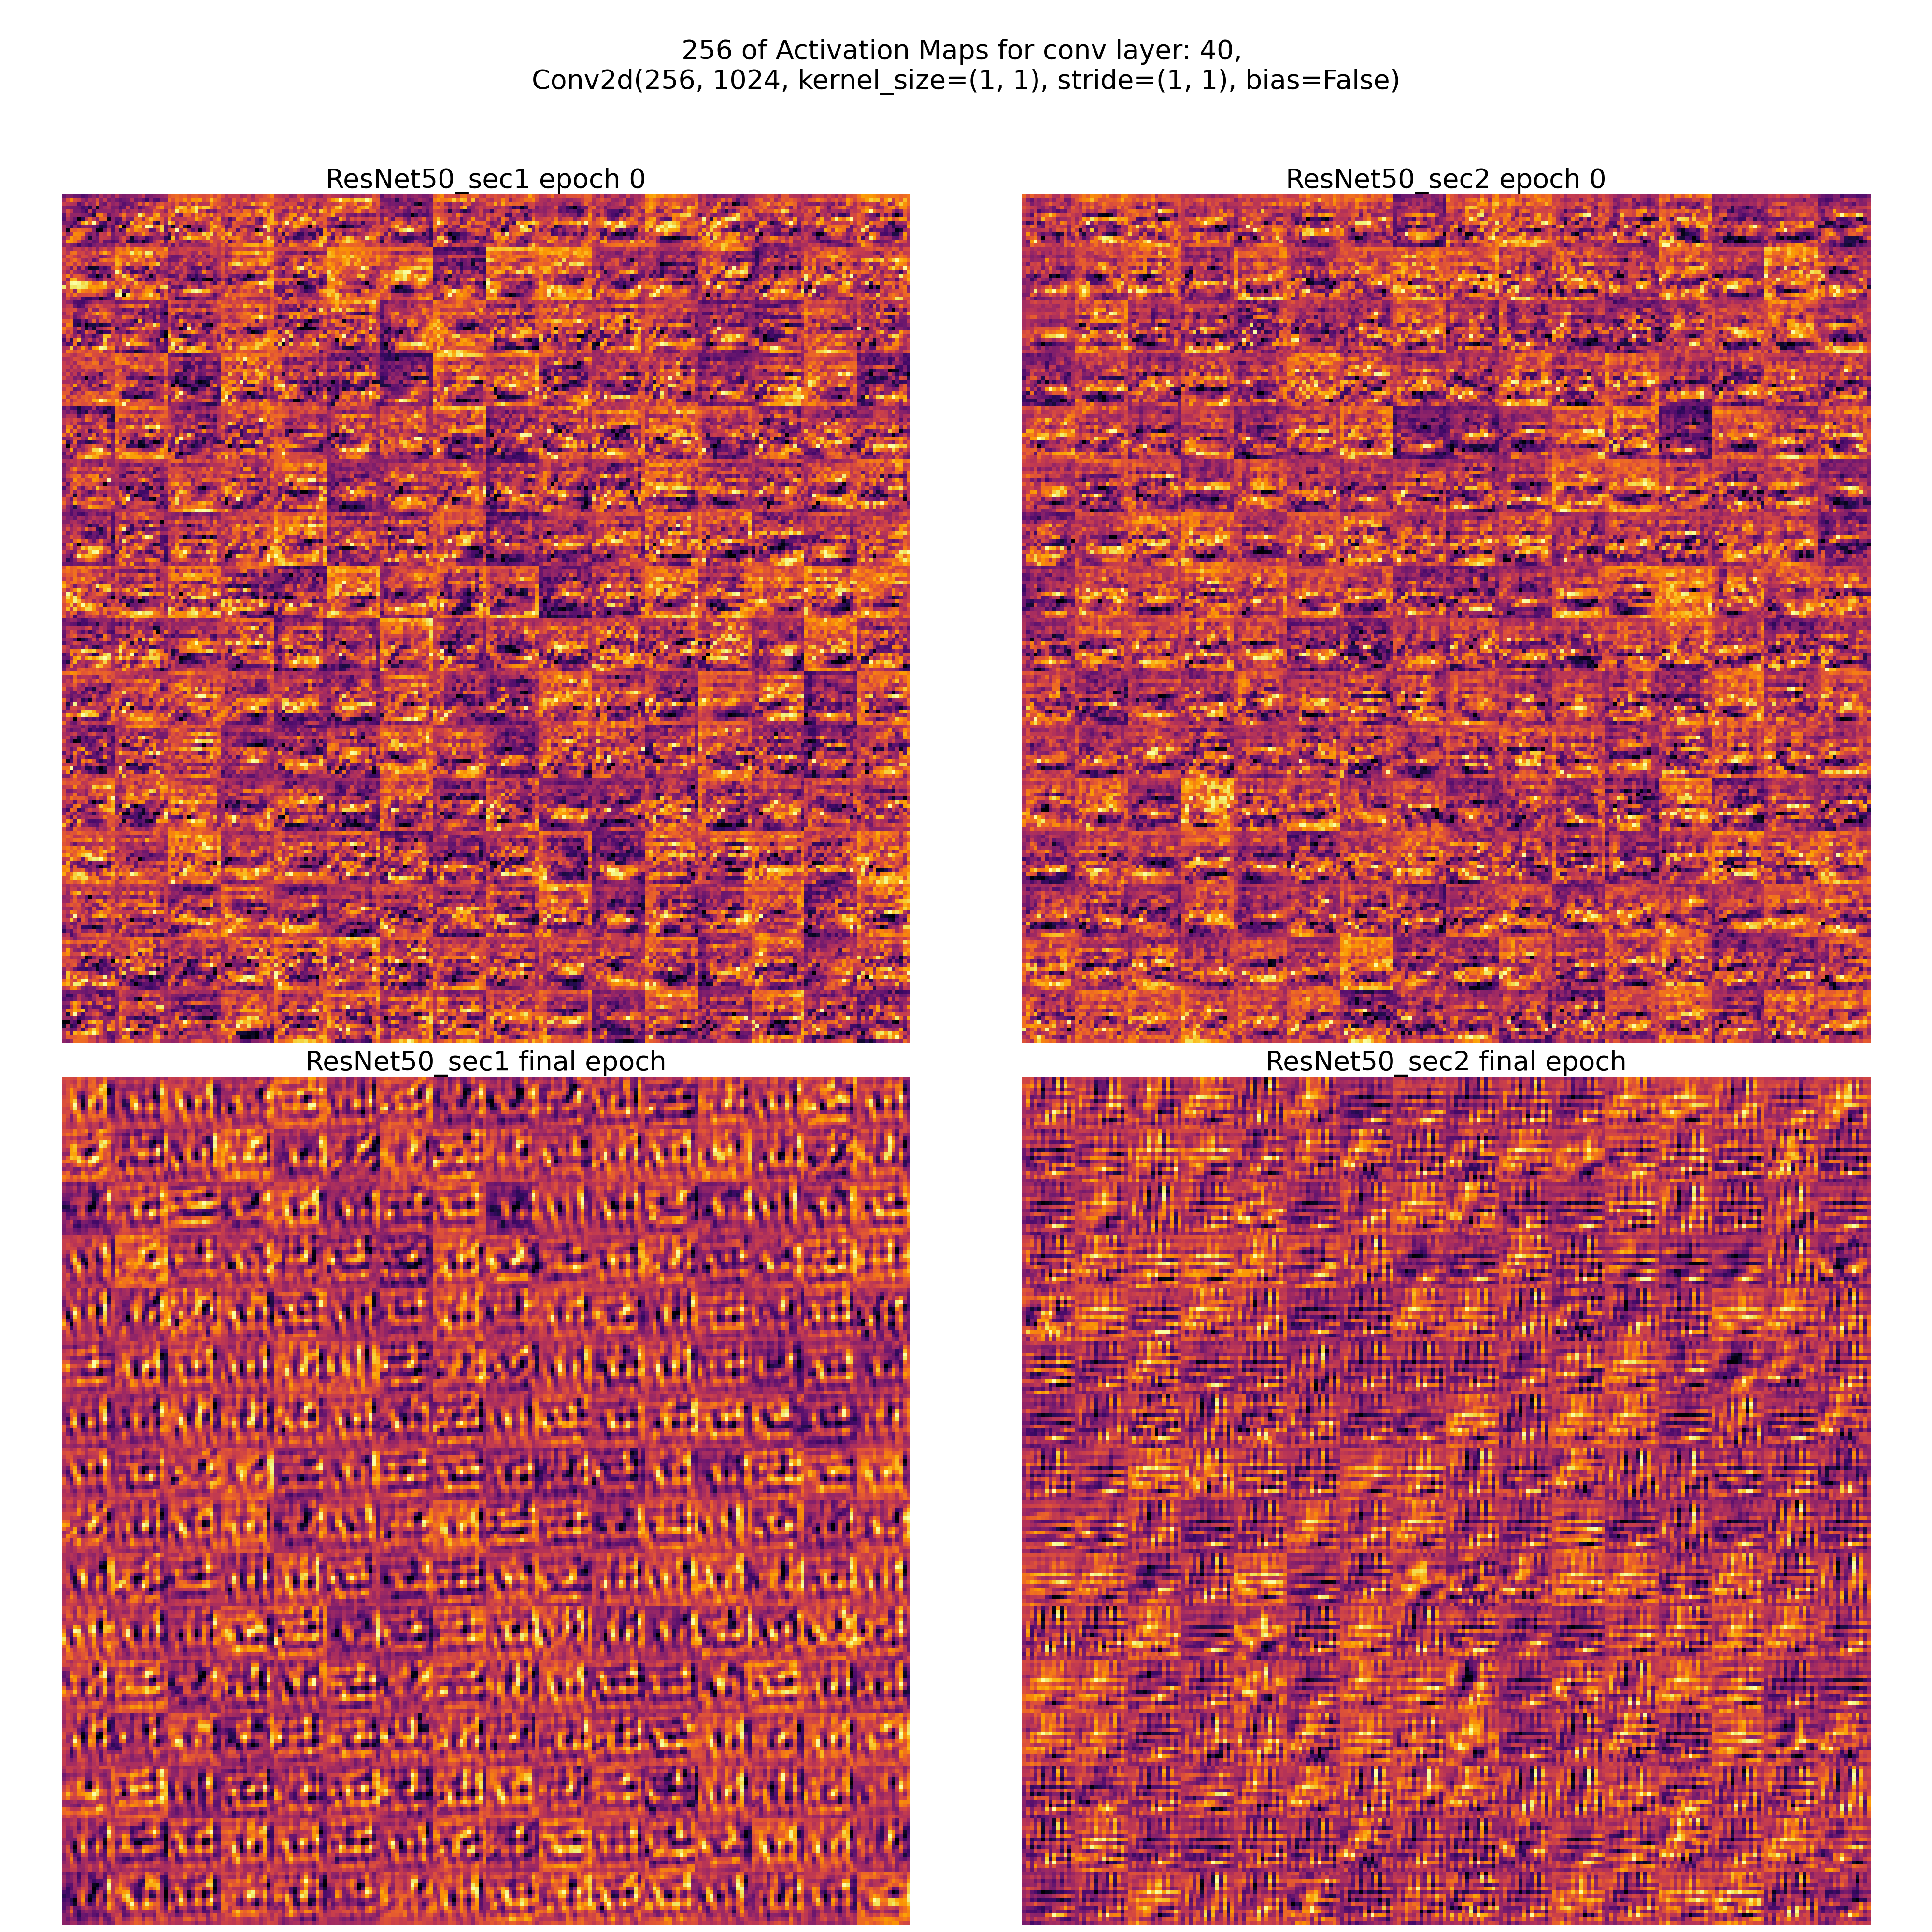 256 of Activation Maps for conv layer: 40,
Conv2d(256, 1024, kernel_size=(1, 1), stride=(1, 1), bias=False)
ResNet50_sec1 epoch 0
ResNet50_sec2 epoch 0
ResNet50_sec1 final epoch
ResNet50_sec2 final epoch